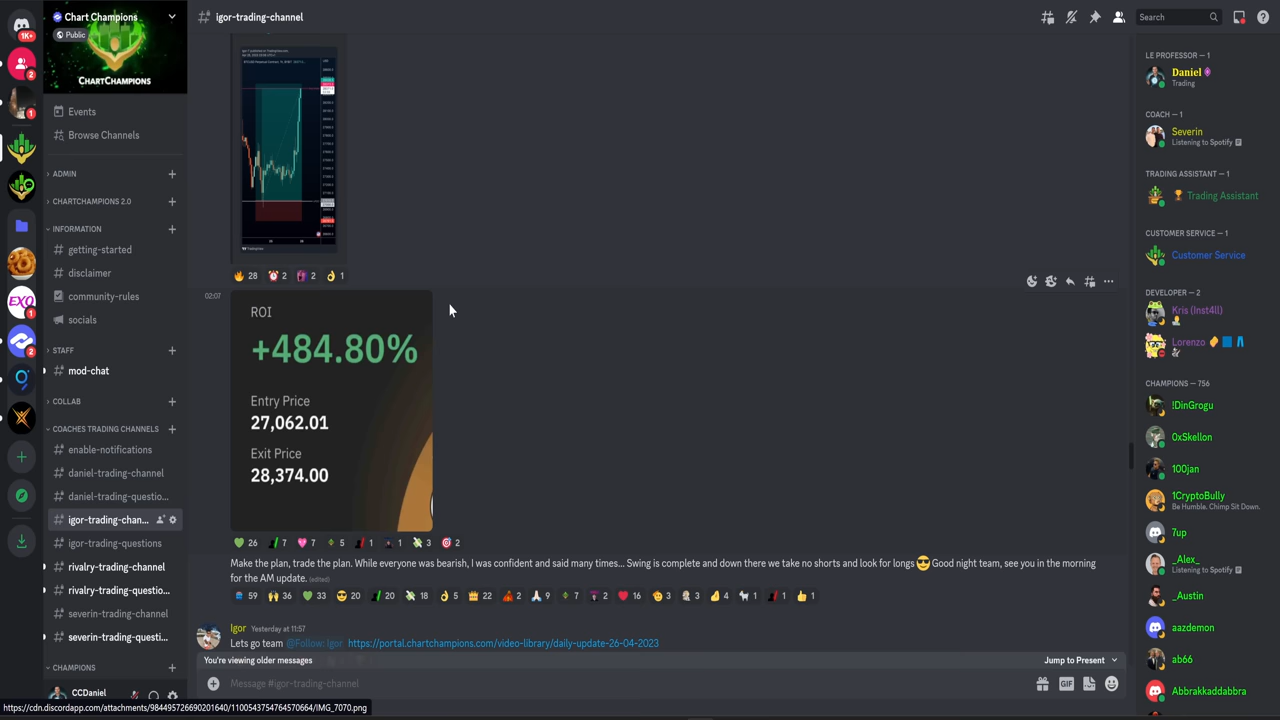 Chart Champions
Public
CHARTCHAMPIONS
1K+
2
1
EXO
1
2
Events
Browse Channels
ADMIN
CHARTCHAMPIONS 2.0
INFORMATION
getting-started
disclaimer
community-rules
socials
STAFF
mod-chat
COLLAB
COACHES TRADING CHANNELS
enable-notifications
daniel-trading-channel
daniel-trading-questio...
igor-trading-chan...
igor-trading-questions
rivalry-trading-channel
rivalry-trading-questio...
severin-trading-channel
severin-trading-questi...
CHAMPIONS
CCDaniel
https://cdn.discordapp.com/attachments/984495726690201640/1100543754764570664/IMG_7070.png
igor-trading-channel
Search
28 2 2 1
02:07
ROI
+484.80%
Entry Price
27,062.01
Exit Price
28,374.00
26 7 7 5 1 1 3 2
Make the plan, trade the plan. While everyone was bearish, I was confident and said many times... Swing is complete and down there we take no shorts and look for longs 😎 Good night team, see you in the morning
for the AM update. (edited)
59 36 33 20 20 18 5 22 2 9 7 2 16 3 3 4 1 1 1
Igor Yesterday at 11:57
Lets go team @Follow: Igor https://portal.chartchampions.com/video-library/daily-update-26-04-2023
You're viewing older messages
Jump to Present
Message #igor-trading-channel
GIF
LE PROFESSOR — 1
Daniel
Trading
COACH — 1
Severin
Listening to Spotify
TRADING ASSISTANT — 1
Trading Assistant
CUSTOMER SERVICE — 1
Customer Service
DEVELOPER — 2
Kris (Inst4ll)
Lorenzo
CHAMPIONS — 756
!DinGrogu
0xSkellon
100jan
1CryptoBully
Be Humble. Chimp Sit Down.
7up
_Alex_
Listening to Spotify
_Austin
aazdemon
ab66
Abbrakkaddabbra